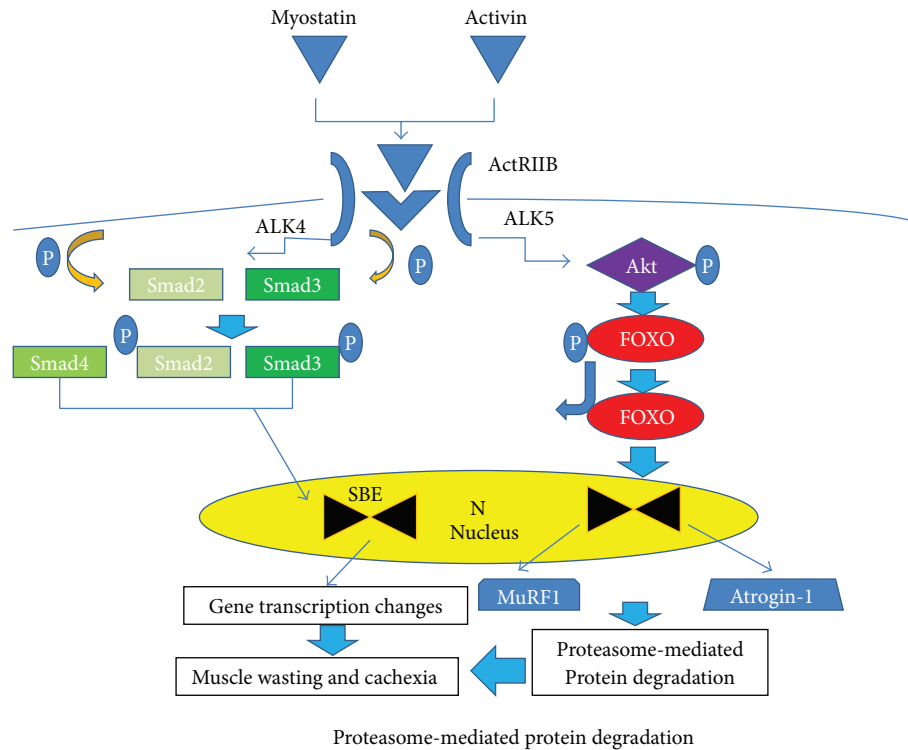 Myostatin
Activin
ActRIIB
ALK4
ALK5
P
P
Akt
P
Smad2
Smad3
P
FOXO
P
P
Smad4
Smad2
Smad3
FOXO
SBE
N
Nucleus
MuRF1
Atrogin-1
Gene transcription changes
Proteasome-mediated
Protein degradation
Muscle wasting and cachexia
Proteasome-mediated protein degradation